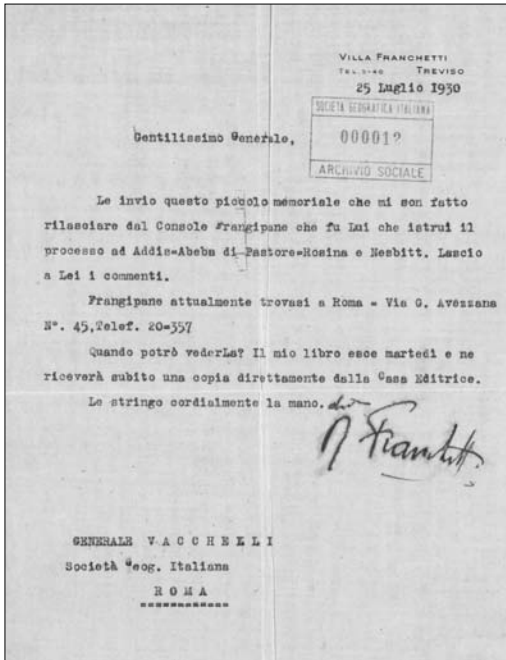 VILLA FRANCHETTI
TEL. 5-40 TREVISO
25 Luglio 1930
SOCIETÀ GEOGRAFICA ITALIANA
000012
ARCHIVIO SOCIALE
Gentilissimo Generale,
Le invio questo piccolo memoriale che mi son fatto
rilasciare dal Console Frangipane che fu Lui che istruì il
processo ad Addis=Abeba di Pastore=Rosina e Nesbitt. Lascio
a Lei i commenti.
Frangipane attualmente trovasi a Roma = Via G. Avezzana
N°. 45,Telef. 20=357
Quando potrò vederLa? Il mio libro esce martedì e ne
riceverà subito una copia direttamente dalla Casa Editrice.
Le stringo cordialmente la mano.
Franchetti
GENERALE VACCHELLI
Società Geog. Italiana
ROMA